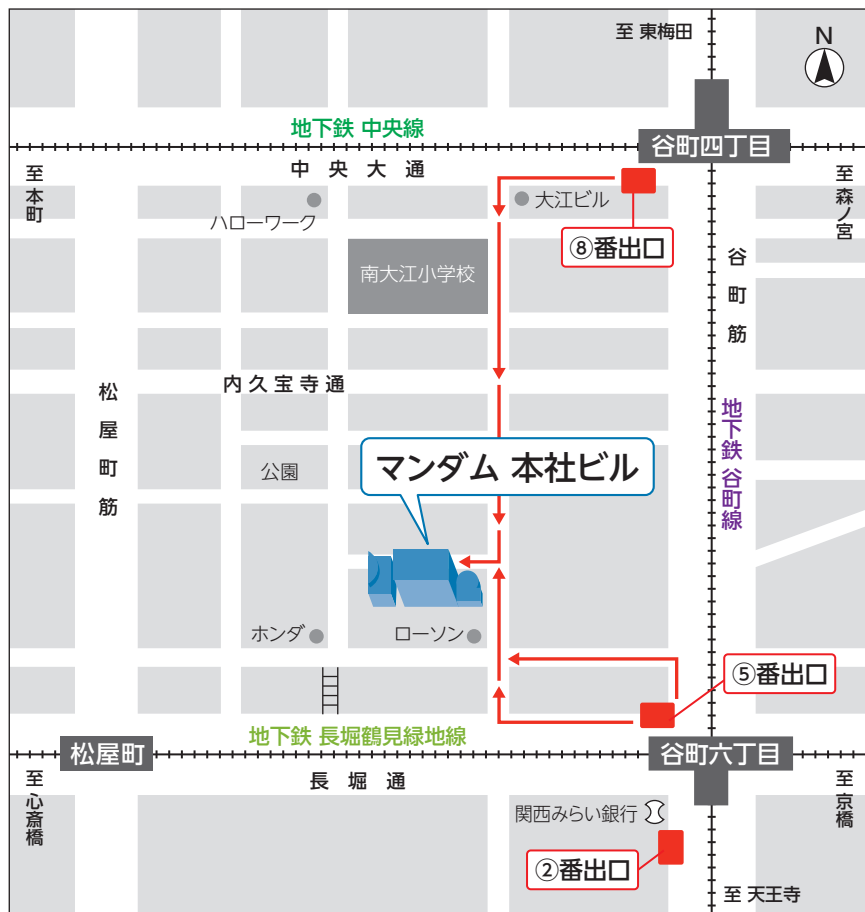 至 東梅田
N
地下鉄 中央線
谷町四丁目
中央大通
至本町
至森ノ宮
ハローワーク
大江ビル
⑧番出口
南大江小学校
谷町筋
内久宝寺通
松屋町筋
地下鉄 谷町線
公園
マンダム 本社ビル
ホンダ
ローソン
⑤番出口
地下鉄 長堀鶴見緑地線
松屋町
谷町六丁目
長堀通
至心斎橋
至京橋
関西みらい銀行
②番出口
至 天王寺